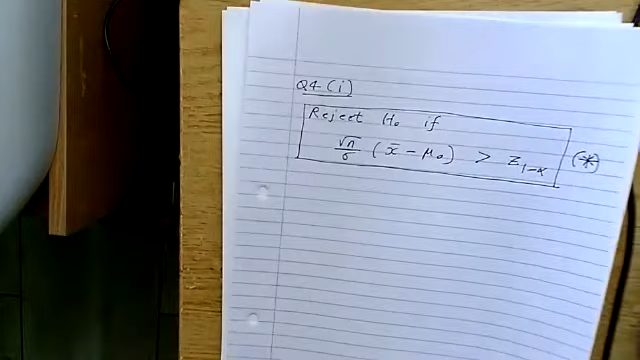 Q4 (i)
Reject H₀ if
√n/σ (x̄ - μ₀) > z₁₋α (*)